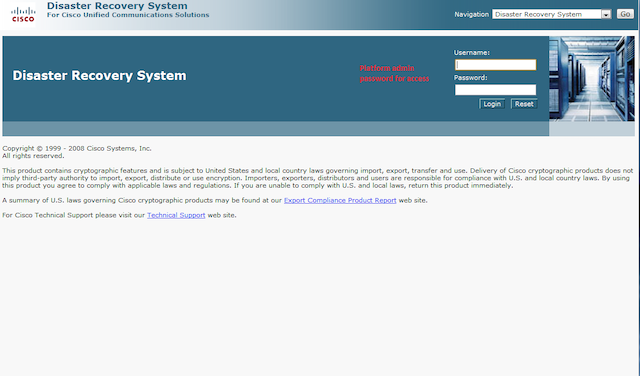 CISCO
Disaster Recovery System
For Cisco Unified Communications Solutions
Navigation Disaster Recovery System Go
Disaster Recovery System
Platform admin
password for access
Username:
Password:
Login Reset
Copyright © 1999 - 2008 Cisco Systems, Inc.
All rights reserved.
This product contains cryptographic features and is subject to United States and local country laws governing import, export, transfer and use. Delivery of Cisco cryptographic products does not
imply third-party authority to import, export, distribute or use encryption. Importers, exporters, distributors and users are responsible for compliance with U.S. and local country laws. By using
this product you agree to comply with applicable laws and regulations. If you are unable to comply with U.S. and local laws, return this product immediately.
A summary of U.S. laws governing Cisco cryptographic products may be found at our Export Compliance Product Report web site.
For Cisco Technical Support please visit our Technical Support web site.